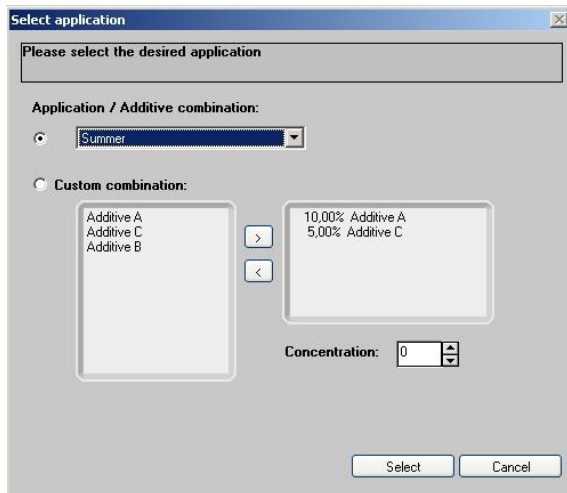 Select application
Please select the desired application
Application / Additive combination:
Summer
Custom combination:
Additive A
Additive C
Additive B
>
<
10,00% Additive A
5,00% Additive C
Concentration: 0
Select Cancel